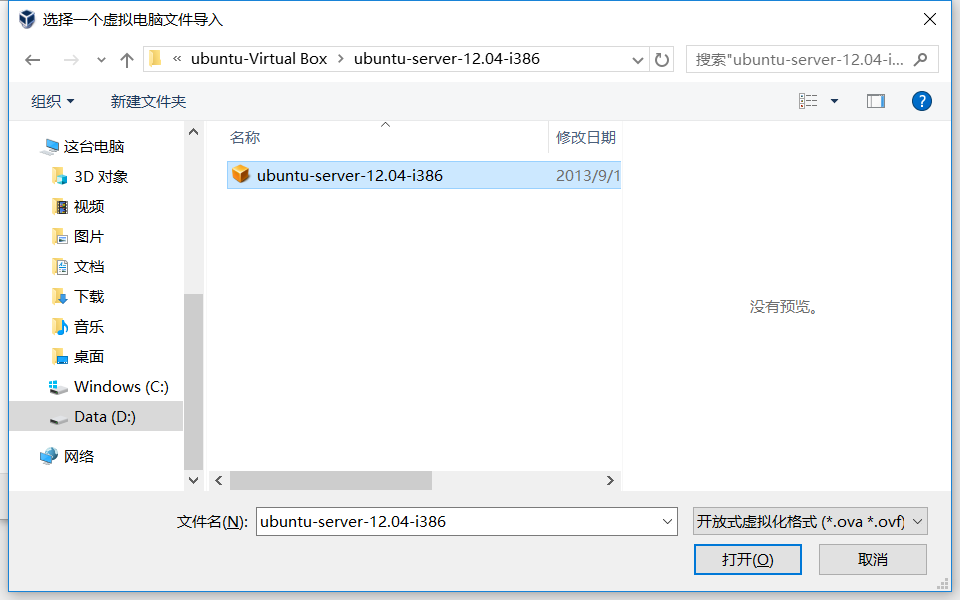 选择一个虚拟电脑文件导入
« ubuntu-Virtual Box > ubuntu-server-12.04-i386
搜索"ubuntu-server-12.04-i...
组织
新建文件夹
?
这台电脑
3D 对象
视频
图片
文档
下载
音乐
桌面
Windows (C:)
Data (D:)
网络
名称
修改日期
ubuntu-server-12.04-i386
2013/9/1
没有预览。
文件名(N):
ubuntu-server-12.04-i386
开放式虚拟化格式 (*.ova *.ovf)
打开(O)
取消